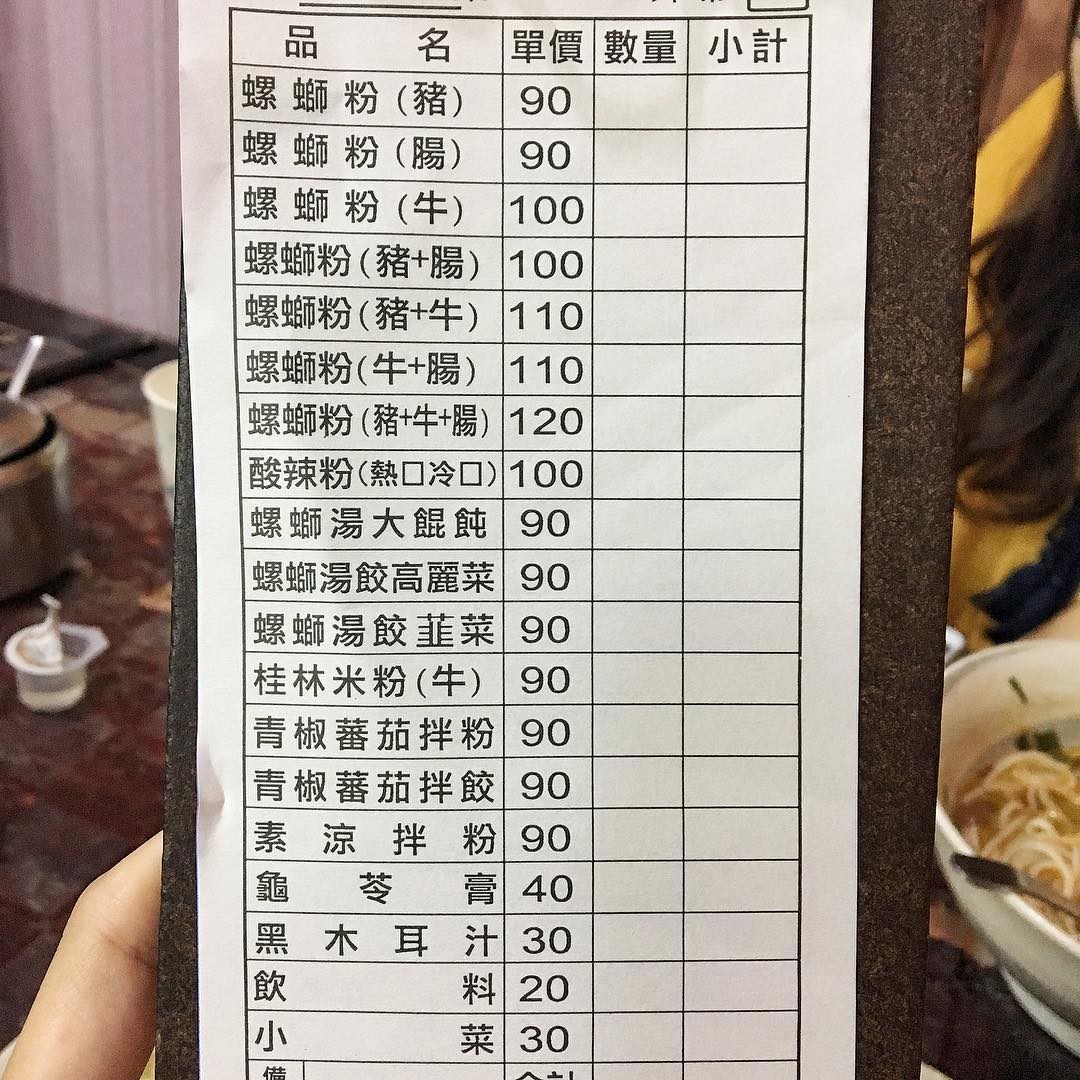 品名 單價 數量 小計
螺螄粉(豬) 90
螺螄粉(腸) 90
螺螄粉(牛) 100
螺螄粉(豬+腸) 100
螺螄粉(豬+牛) 110
螺螄粉(牛+腸) 110
螺螄粉(豬+牛+腸) 120
酸辣粉(熱□冷□) 100
螺螄湯大餛飩 90
螺螄湯餃高麗菜 90
螺螄湯餃韮菜 90
桂林米粉(牛) 90
青椒蕃茄拌粉 90
青椒蕃茄拌餃 90
素涼拌粉 90
龜苓膏 40
黑木耳汁 30
飲料 20
小菜 30
備 合計